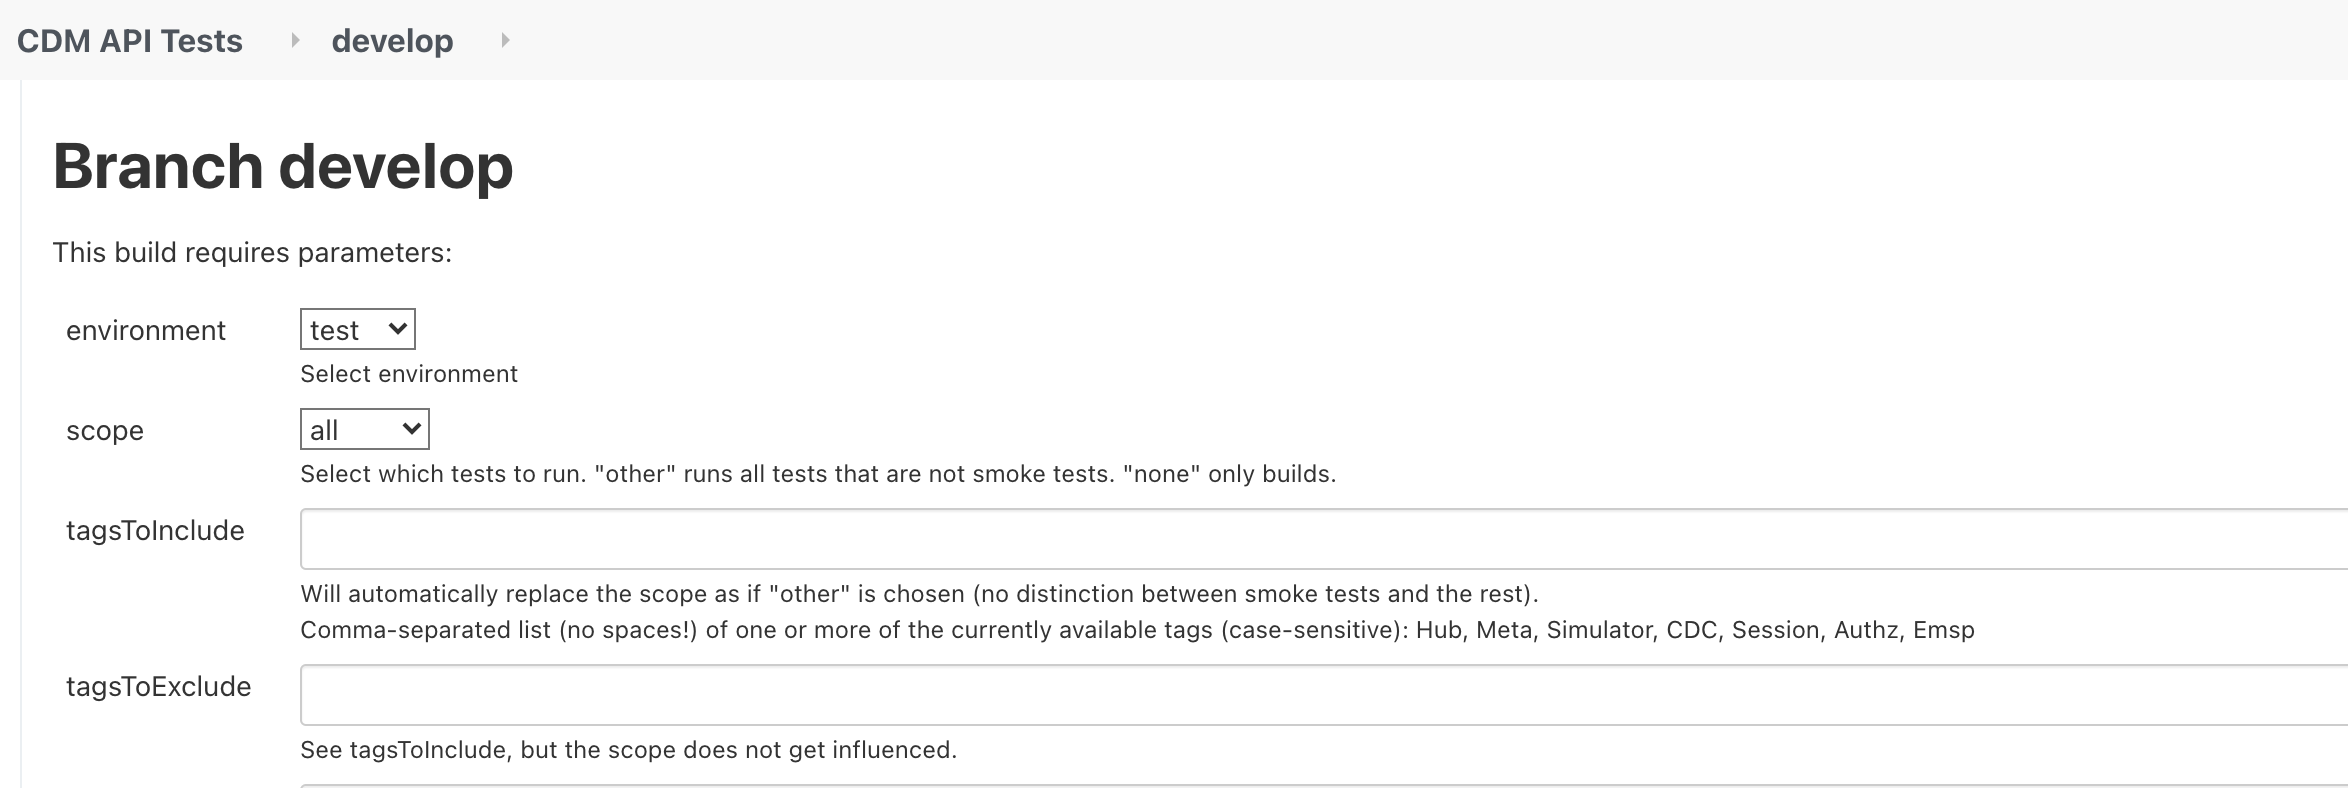 CDM API Tests develop
Branch develop
This build requires parameters:
environment test
Select environment
scope all
Select which tests to run. "other" runs all tests that are not smoke tests. "none" only builds.
tagsToInclude
Will automatically replace the scope as if "other" is chosen (no distinction between smoke tests and the rest).
Comma-separated list (no spaces!) of one or more of the currently available tags (case-sensitive): Hub, Meta, Simulator, CDC, Session, Authz, Emsp
tagsToExclude
See tagsToInclude, but the scope does not get influenced.